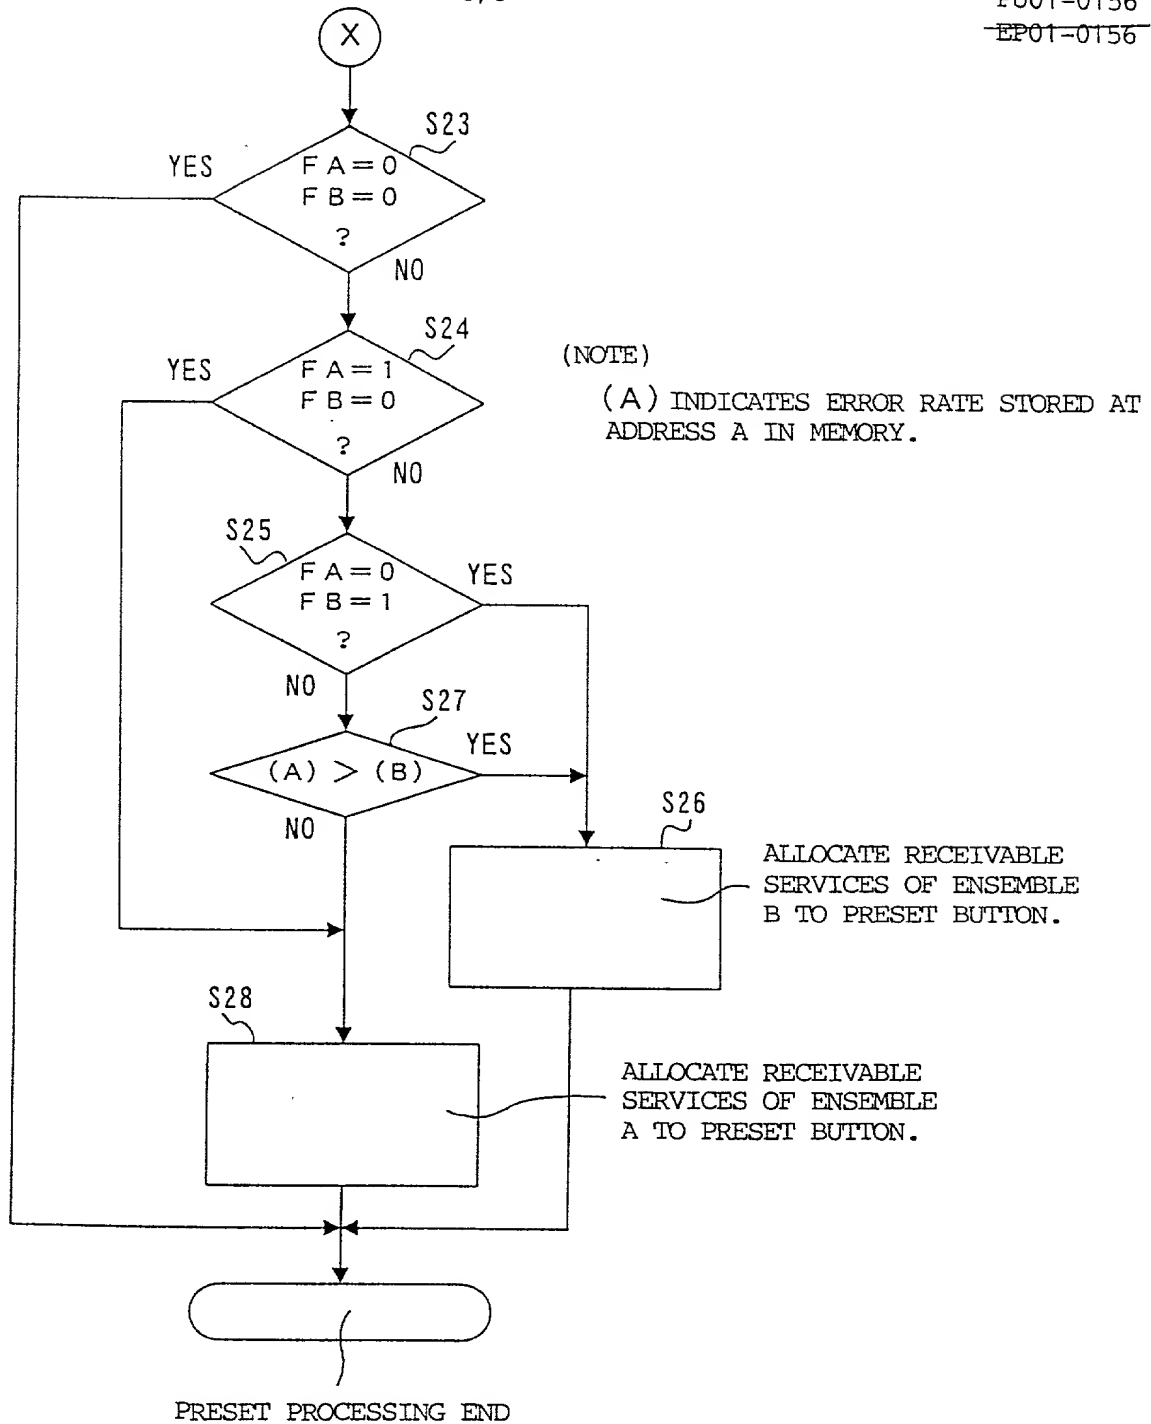 EP01-0156
X
S23
YES
FA=0
FB=0
?
NO
S24
YES
FA=1
FB=0
?
NO
(NOTE)
(A) INDICATES ERROR RATE STORED AT
ADDRESS A IN MEMORY.
S25
FA=0
FB=1
?
YES
NO
S27
YES
(A) > (B)
NO
S26
ALLOCATE RECEIVABLE
SERVICES OF ENSEMBLE
B TO PRESET BUTTON.
S28
ALLOCATE RECEIVABLE
SERVICES OF ENSEMBLE
A TO PRESET BUTTON.
PRESET PROCESSING END